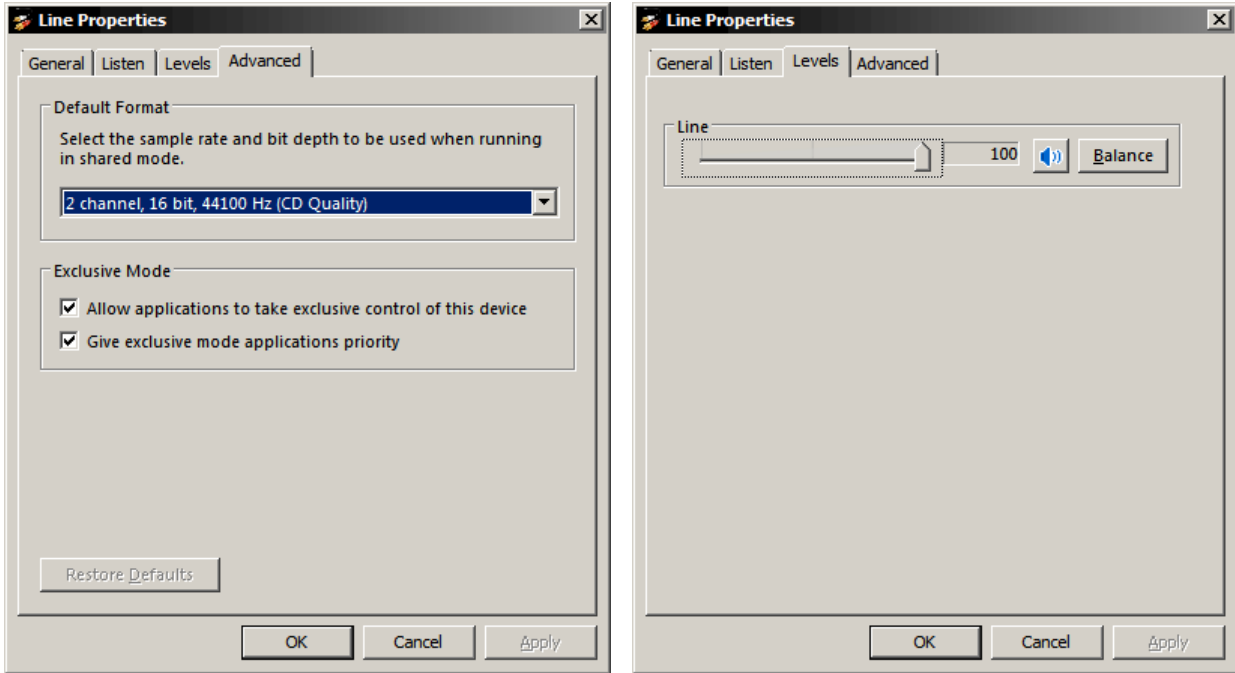 Line Properties
General Listen Levels Advanced
Default Format
Select the sample rate and bit depth to be used when running
in shared mode.
2 channel, 16 bit, 44100 Hz (CD Quality)
Exclusive Mode
Allow applications to take exclusive control of this device
Give exclusive mode applications priority
Restore Defaults
OK Cancel Apply
Line Properties
General Listen Levels Advanced
Line
100 Balance
OK Cancel Apply